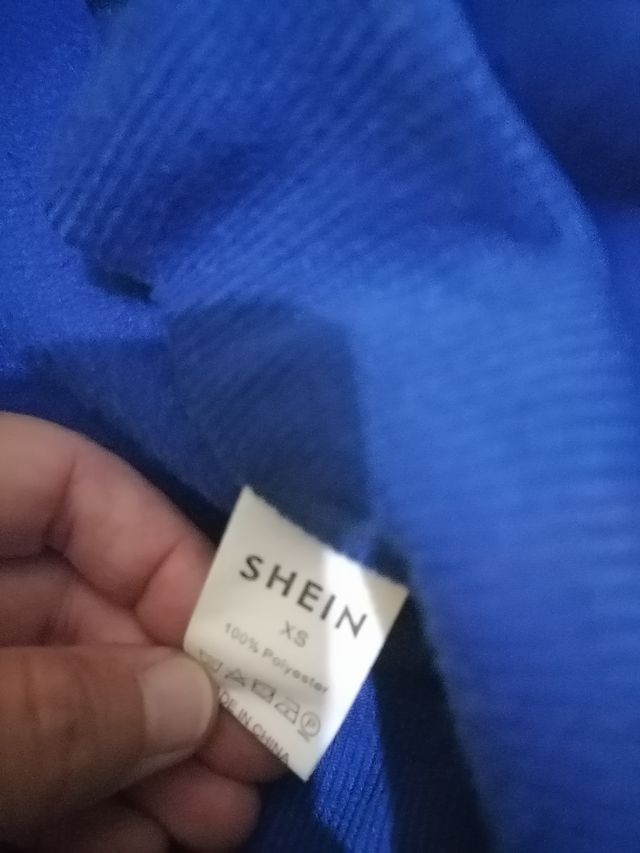 SHEIN
XS
100% Polyester
P
DE IN CHINA